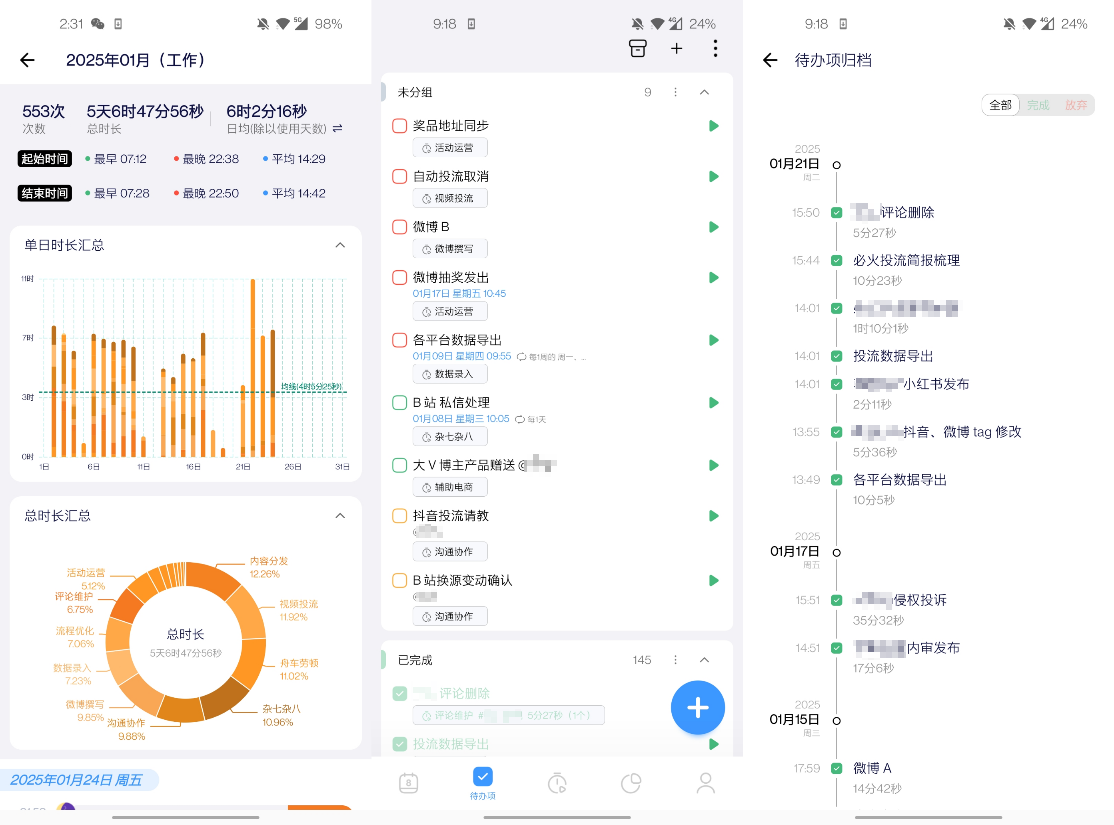 2:31 5G 98%
2025年01月（工作）
553次 5天6时47分56秒 6时2分16秒
次数 总时长 日均(除以使用天数)
起始时间 最早 07:12 最晚 22:38 平均 14:29
结束时间 最早 07:28 最晚 22:50 平均 14:42
单日时长汇总
11时
7时
均线(4时5分25秒)
3时
0时
1日 6日 11日 16日 21日 26日 31日
总时长汇总
内容分发
12.26%
视频投流
11.92%
舟车劳顿
11.02%
杂七杂八
10.96%
沟通协作
9.88%
微博撰写
9.85%
数据录入
7.23%
流程优化
7.06%
评论维护
6.75%
活动运营
5.12%
总时长
5天6时47分56秒
2025年01月24日 周五
9:18 4G 24%
未分组 9
奖品地址同步
活动运营
自动投流取消
视频投流
微博 B
微博撰写
微博抽奖发出
01月17日 星期五 10:45
活动运营
各平台数据导出
01月09日 星期四 09:55 每1周的 周一、...
数据录入
B 站 私信处理
01月08日 星期三 10:05 每1天
杂七杂八
大 V 博主产品赠送 @
辅助电商
抖音投流请教
@
沟通协作
B 站换源变动确认
@
沟通协作
已完成 145
评论删除
评论维护 # 5分27秒（1个）
投流数据导出
8
待办项
9:18 4G 24%
待办项归档
全部 完成 放弃
2025
01月21日
周二
15:50 评论删除
5分27秒
15:44 必火投流简报梳理
10分23秒
14:01
1时10分1秒
14:01 投流数据导出
14:01 小红书发布
2分11秒
13:55 抖音、微博 tag 修改
5分36秒
13:49 各平台数据导出
10分5秒
2025
01月17日
周五
15:51 侵权投诉
35分32秒
14:51 内审发布
17分6秒
2025
01月15日
周三
17:59 微博 A
14分42秒